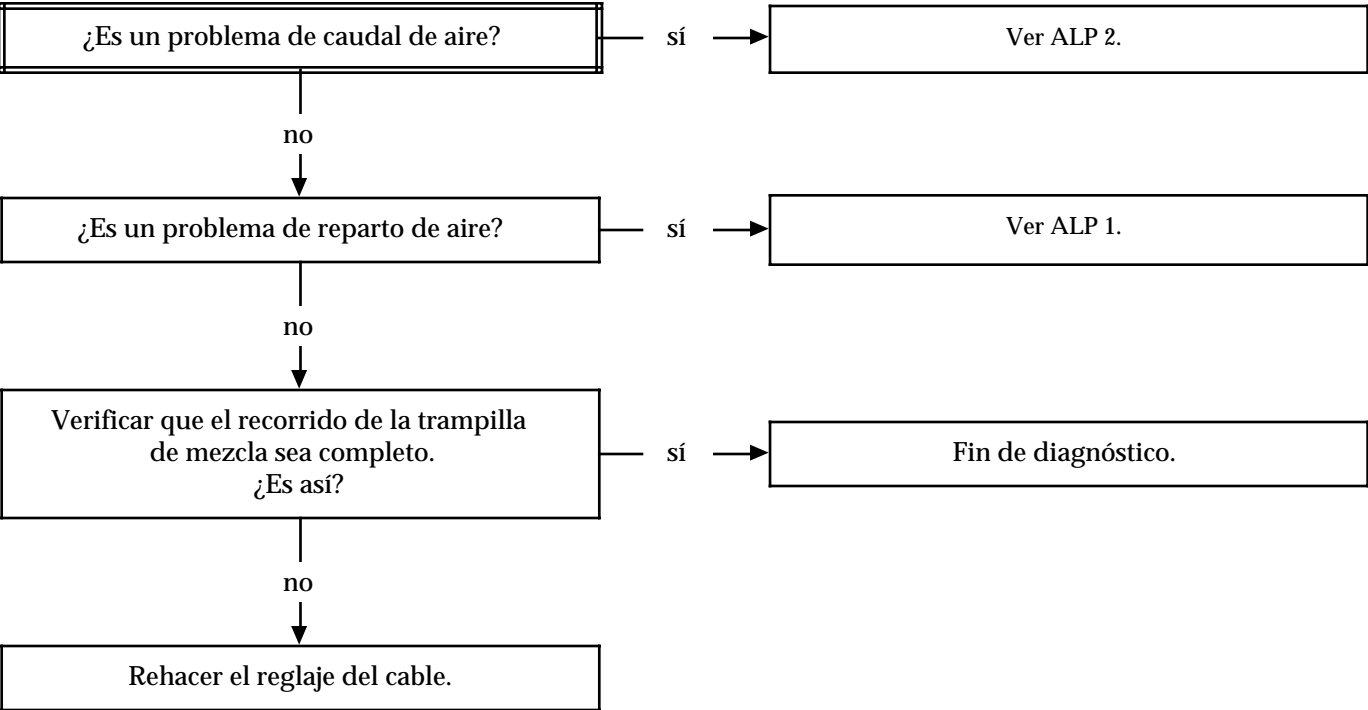 ¿Es un problema de caudal de aire?
sí
Ver ALP 2.
no
¿Es un problema de reparto de aire?
sí
Ver ALP 1.
no
Verificar que el recorrido de la trampilla
de mezcla sea completo.
¿Es así?
sí
Fin de diagnóstico.
no
Rehacer el reglaje del cable.